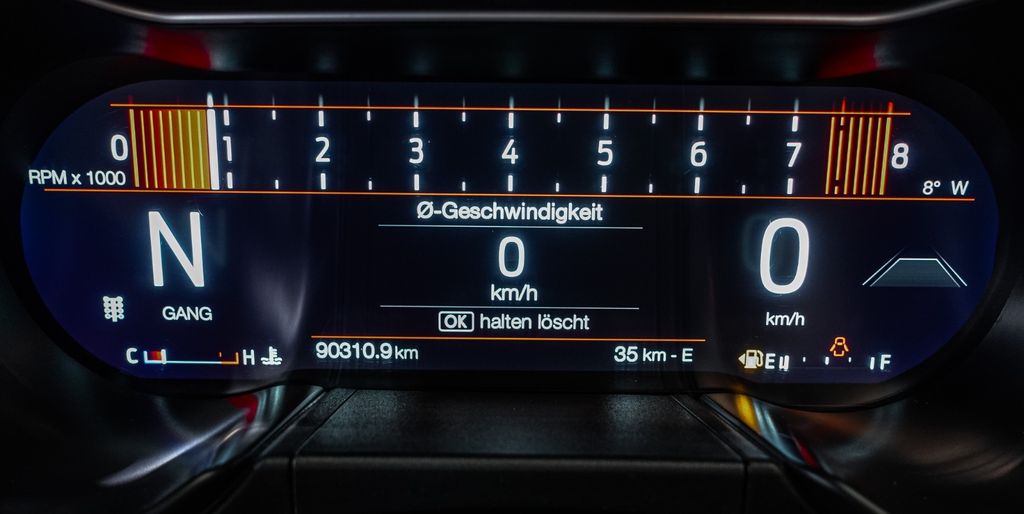 0 1 2 3 4 5 6 7 8
RPM x 1000
8° W
Ø-Geschwindigkeit
N
0
0
km/h
GANG
km/h
OK halten löscht
C H
90310.9 km
35 km - E
E F